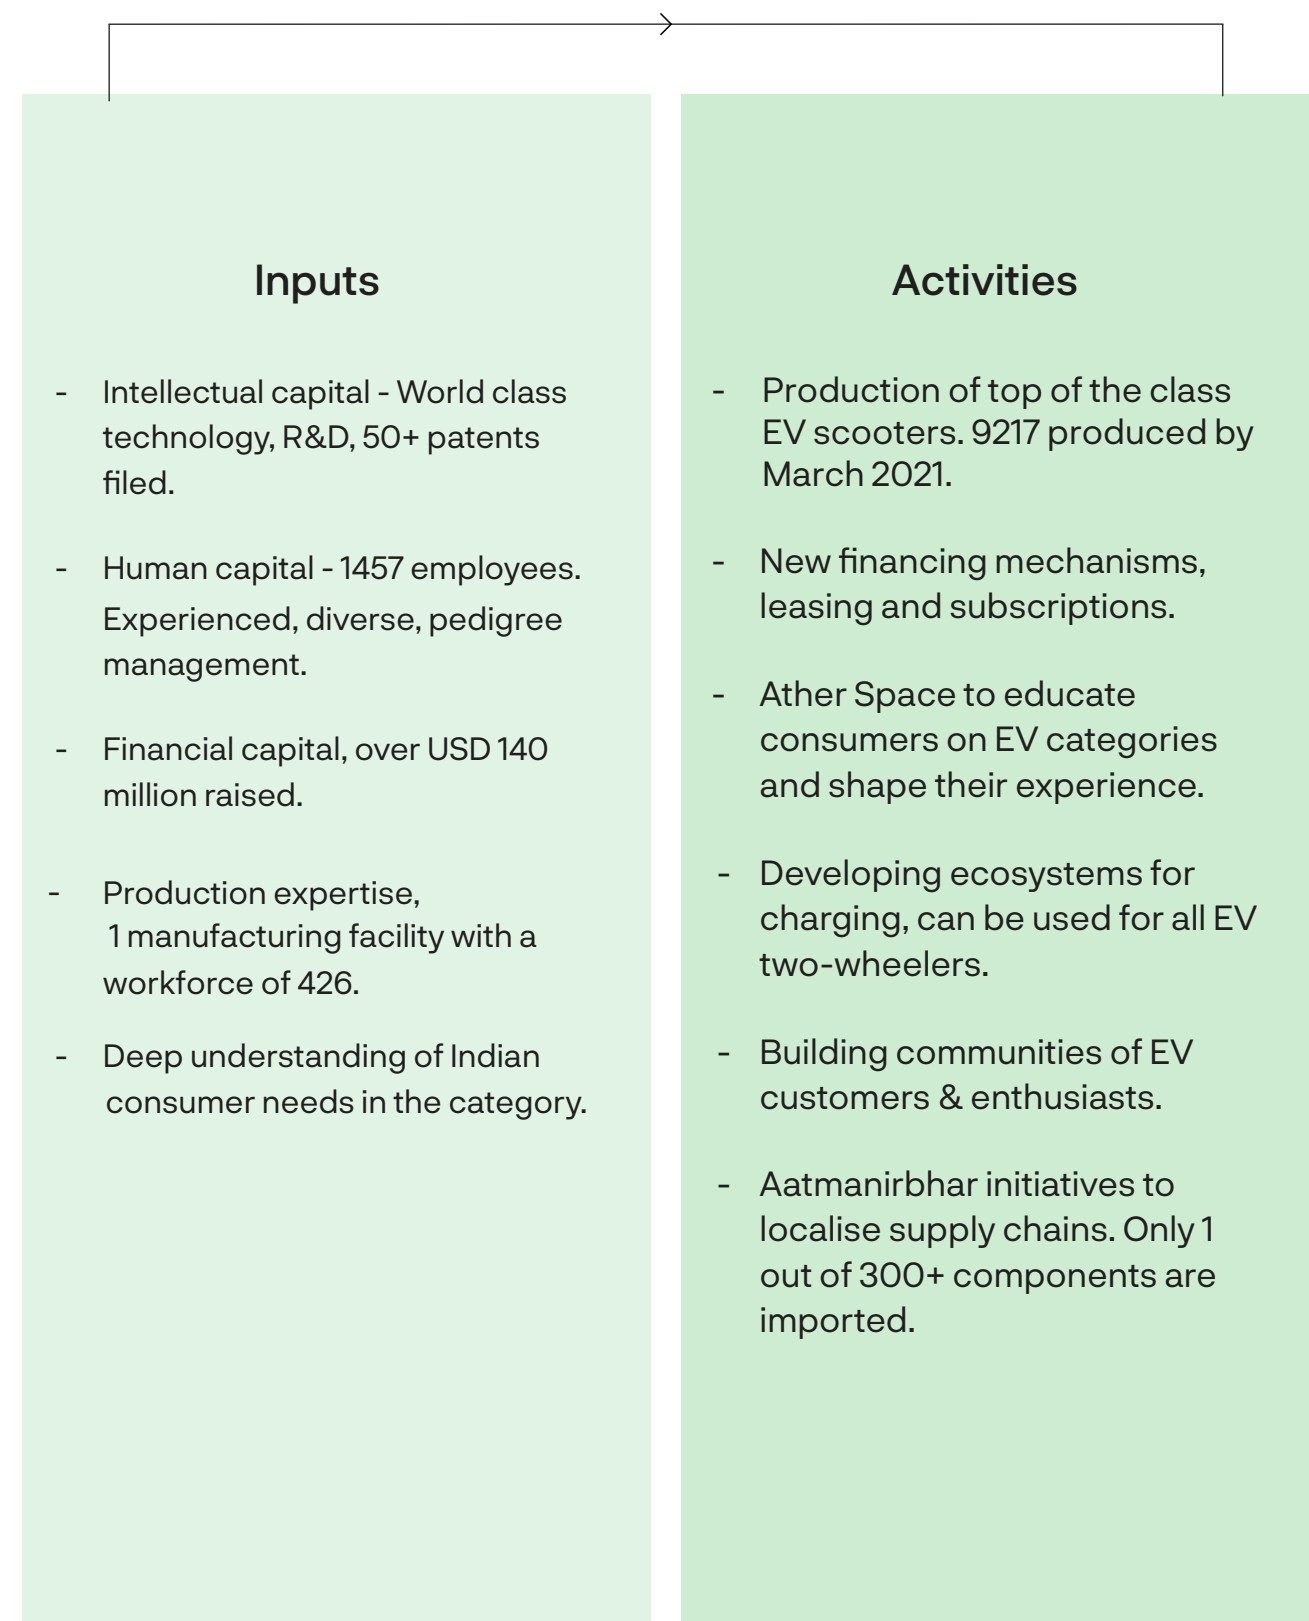 Inputs
- Intellectual capital - World class
technology, R&D, 50+ patents
filed.
- Human capital - 1457 employees.
Experienced, diverse, pedigree
management.
- Financial capital, over USD 140
million raised.
- Production expertise,
1 manufacturing facility with a
workforce of 426.
- Deep understanding of Indian
consumer needs in the category.
Activities
- Production of top of the class
EV scooters. 9217 produced by
March 2021.
- New financing mechanisms,
leasing and subscriptions.
- Ather Space to educate
consumers on EV categories
and shape their experience.
- Developing ecosystems for
charging, can be used for all EV
two-wheelers.
- Building communities of EV
customers & enthusiasts.
- Aatmanirbhar initiatives to
localise supply chains. Only 1
out of 300+ components are
imported.